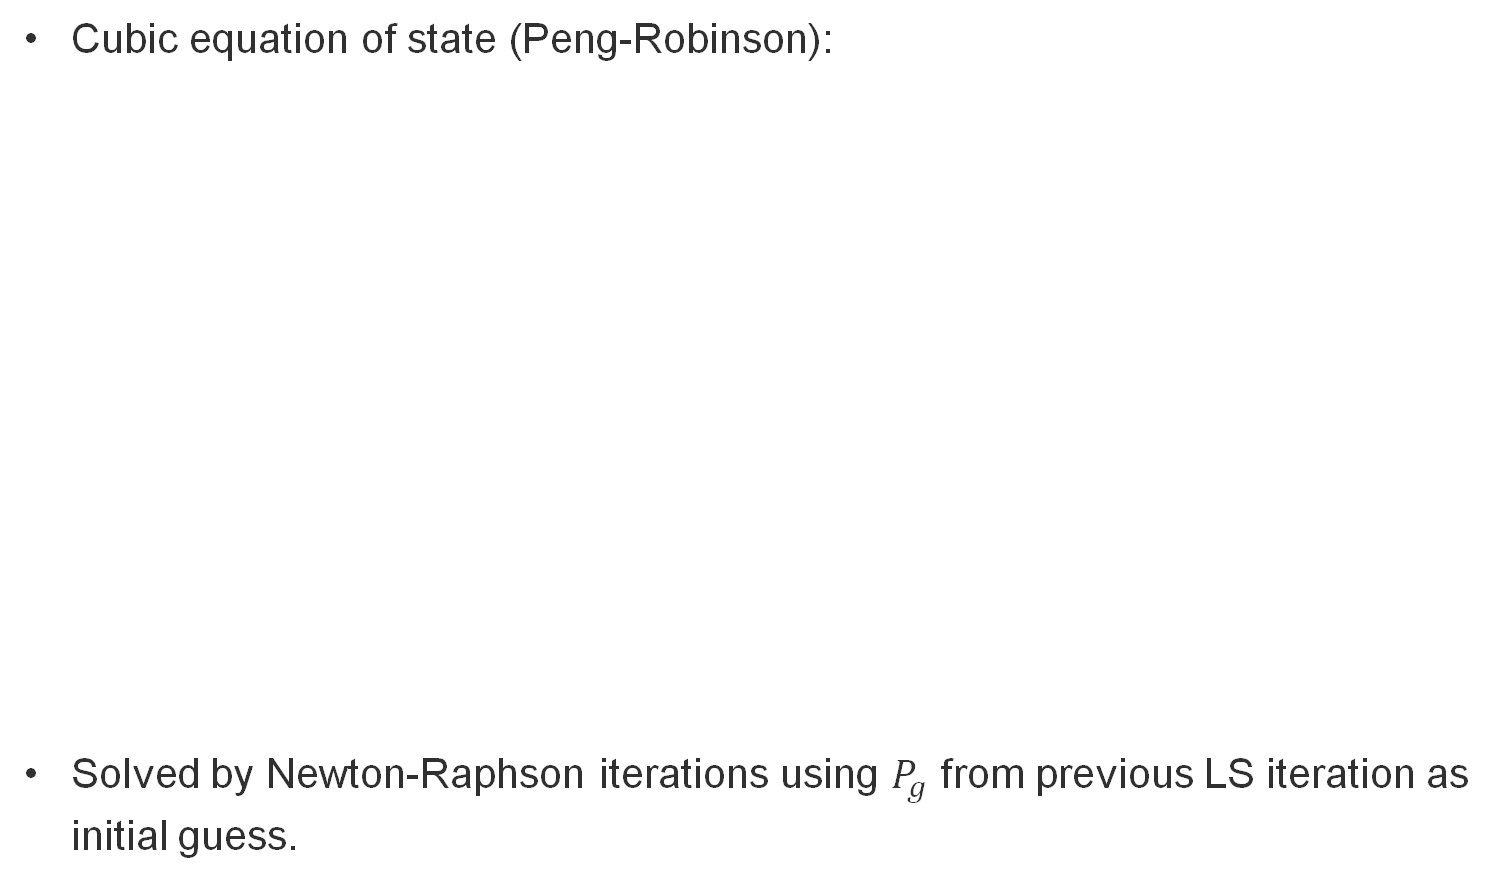 • Cubic equation of state (Peng-Robinson):
• Solved by Newton-Raphson iterations using P_g from previous LS iteration as
initial guess.